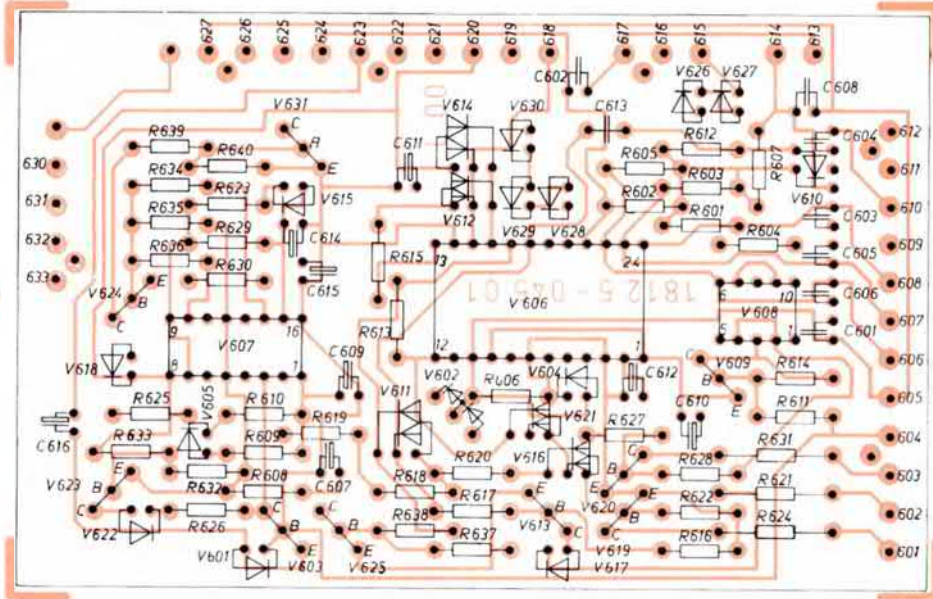 627 626 625 624 623 622 621 620 619 618 617 616 615 614 613
C602 V626 V627 C608
V631 V614 V630 C613
C R639 C611 R612 C604 612
630 R640 B E R605 R607 611
R634 R603
631 R623 V615 V612 R602 V610 610
R635 R601 C603
632 R629 C614 V629 V628 R604 609
R636 R615 13 24 C605
633 R630 C615 608
V624 E B C 18125-045 01 6 10 C606
V606 V608 607
9 16 R613 5 1 C601
V607 12 1
V618 8 1 C609 V602 V604 C612 V609 R614 606
R606 B E
R625 V605 R610 V611 V621 C610 R611 605
C616 R619 R627
R633 R609 V616 C R631 604
E R620 B R628
V623 B R632 R608 C607 R618 E E R621 603
C C C R617 B V620 B R622
V622 R626 B B R638 V613 C C R624 602
V601 E E R637 V619 R616
V603 V625 V617 601